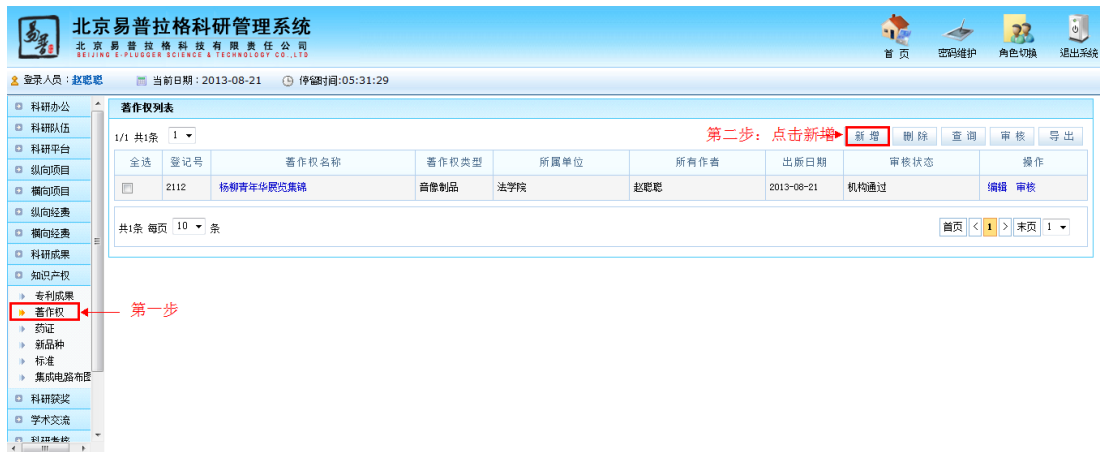 北京易普拉格科研管理系统
北京易普拉格科技有限责任公司
BEIJING E-PLUGGER SCIENCE & TECHNOLOGY CO.,LTD
首 页 密码维护 角色切换 退出系统
登录人员：赵聪聪 当前日期：2013-08-21 停留时间:05:31:29
科研办公
科研队伍
科研平台
纵向项目
横向项目
纵向经费
横向经费
科研成果
知识产权
专利成果
著作权
药证
新品种
标准
集成电路布图
科研获奖
学术交流
科研考核
第一步
著作权列表
1/1 共1条 1
第二步：点击新增
新 增 删 除 查 询 审 核 导 出
全选 登记号 著作权名称 著作权类型 所属单位 所有作者 出版日期 审核状态 操作
2112 杨柳青年华展览集锦 音像制品 法学院 赵聪聪 2013-08-21 机构通过 编辑 审核
共1条 每页 10 条 首页 < 1 > 末页 1